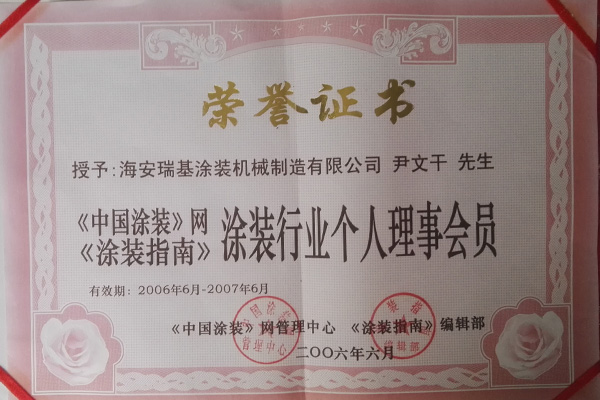 荣誉证书
授予:海安瑞基涂装机械制造有限公司 尹文干 先生
《中国涂装》网
《涂装指南》
涂装行业个人理事会员
有效期：2006年6月-2007年6月
《中国涂装》网管理中心 《涂装指南》编辑部
二〇〇六年六月